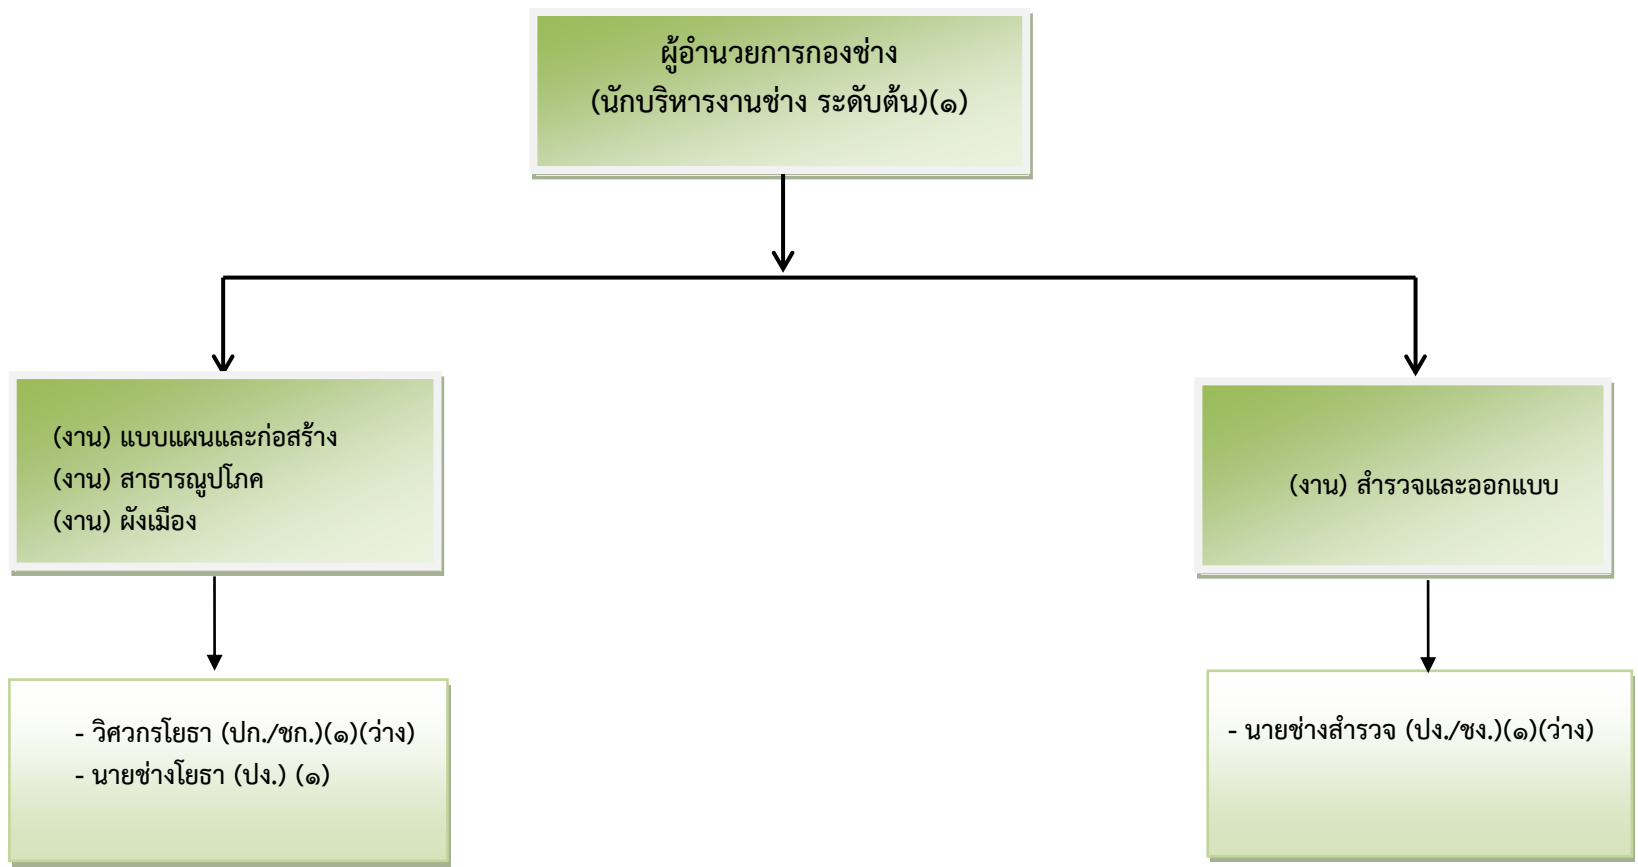 ผู้อำนวยการกองช่าง
(นักบริหารงานช่าง ระดับต้น)(๑)
(งาน) แบบแผนและก่อสร้าง
(งาน) สาธารณูปโภค
(งาน) ผังเมือง
(งาน) สำรวจและออกแบบ
- วิศวกรโยธา (ปก./ชก.)(๑)(ว่าง)
- นายช่างโยธา (ปง.) (๑)
- นายช่างสำรวจ (ปง./ชง.)(๑)(ว่าง)